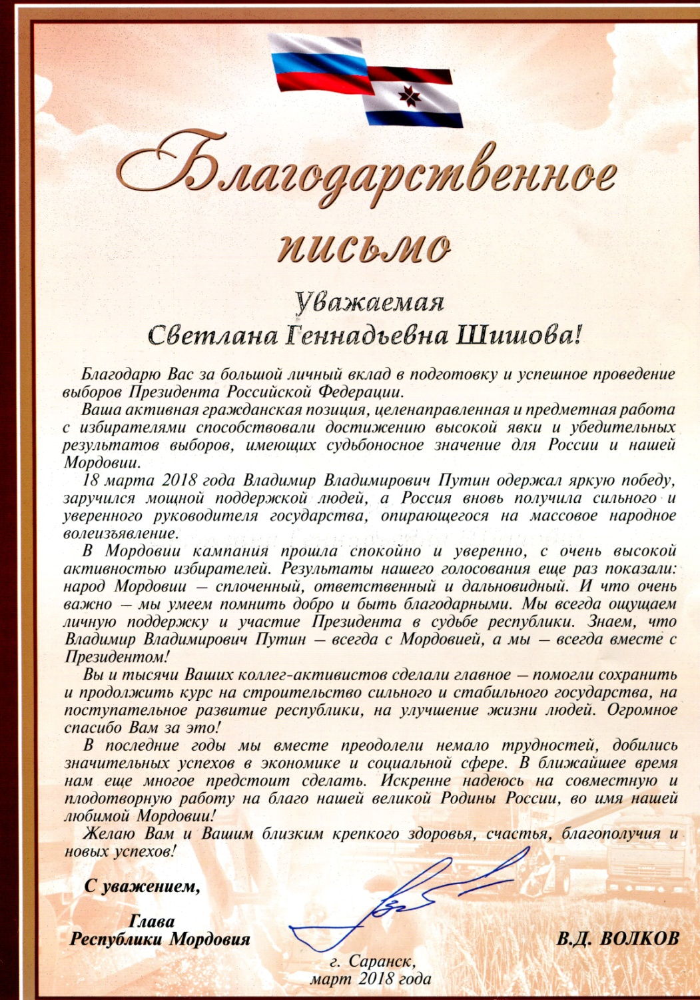 Благодарственное
письмо
Уважаемая
Светлана Геннадьевна Шишова!
Благодарю Вас за большой личный вклад в подготовку и успешное проведение
выборов Президента Российской Федерации.
Ваша активная гражданская позиция, целенаправленная и предметная работа
с избирателями способствовали достижению высокой явки и убедительных
результатов выборов, имеющих судьбоносное значение для России и нашей
Мордовии.
18 марта 2018 года Владимир Владимирович Путин одержал яркую победу,
заручился мощной поддержкой людей, а Россия вновь получила сильного и
уверенного руководителя государства, опирающегося на массовое народное
волеизъявление.
В Мордовии кампания прошла спокойно и уверенно, с очень высокой
активностью избирателей. Результаты нашего голосования еще раз показали:
народ Мордовии – сплоченный, ответственный и дальновидный. И что очень
важно – мы умеем помнить добро и быть благодарными. Мы всегда ощущаем
личную поддержку и участие Президента в судьбе республики. Знаем, что
Владимир Владимирович Путин – всегда с Мордовией, а мы – всегда вместе с
Президентом!
Вы и тысячи Ваших коллег-активистов сделали главное – помогли сохранить
и продолжить курс на строительство сильного и стабильного государства, на
поступательное развитие республики, на улучшение жизни людей. Огромное
спасибо Вам за это!
В последние годы мы вместе преодолели немало трудностей, добились
значительных успехов в экономике и социальной сфере. В ближайшее время
нам еще многое предстоит сделать. Искренне надеюсь на совместную и
плодотворную работу на благо нашей великой Родины России, во имя нашей
любимой Мордовии!
Желаю Вам и Вашим близким крепкого здоровья, счастья, благополучия и
новых успехов!
С уважением,
Глава
Республики Мордовия
В.Д. ВОЛКОВ
г. Саранск,
март 2018 года